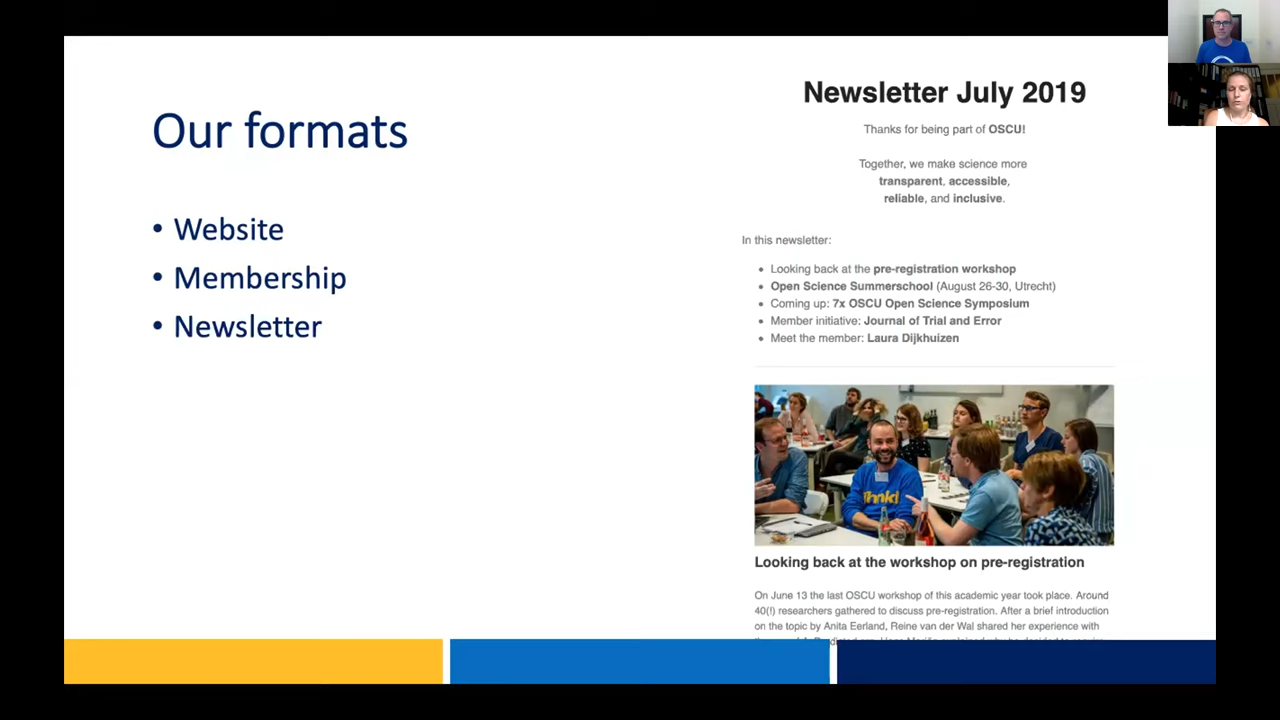 Our formats
• Website
• Membership
• Newsletter
Newsletter July 2019
Thanks for being part of OSCU!
Together, we make science more
transparent, accessible,
reliable, and inclusive.
In this newsletter:
• Looking back at the pre-registration workshop
• Open Science Summerschool (August 26-30, Utrecht)
• Coming up: 7x OSCU Open Science Symposium
• Member initiative: Journal of Trial and Error
• Meet the member: Laura Dijkhuizen
Looking back at the workshop on pre-registration
On June 13 the last OSCU workshop of this academic year took place. Around
40(!) researchers gathered to discuss pre-registration. After a brief introduction
on the topic by Anita Eerland, Reine van der Wal shared her experience with